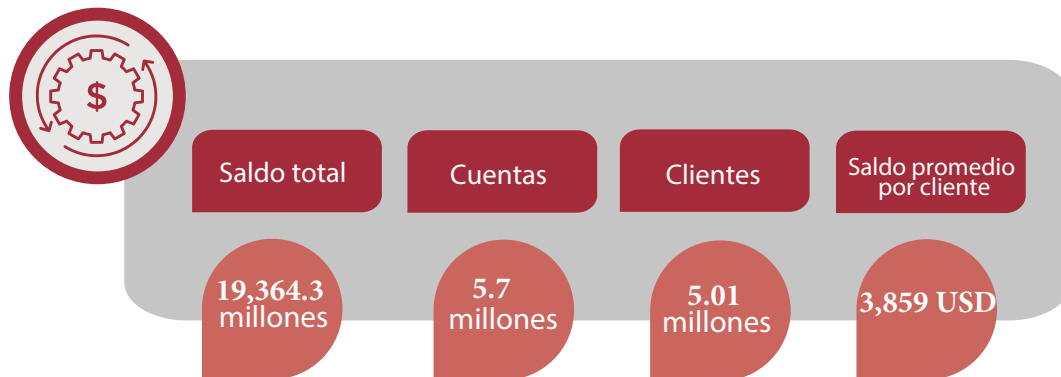 $
Saldo total
Cuentas
Clientes
Saldo promedio
por cliente
19,364.3
millones
5.7
millones
5.01
millones
3,859 USD